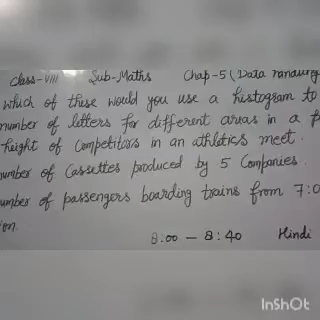 class-VIII Sub-Maths Chap-5 (Data
which of these would you use a histogram to
number of letters for different areas in a
height of competitors in an athletics meet.
number of cassettes produced by 5 Companies.
number of passengers boarding trains from 7:0
ion.
8:00 - 8:40 Hindi
InShOt